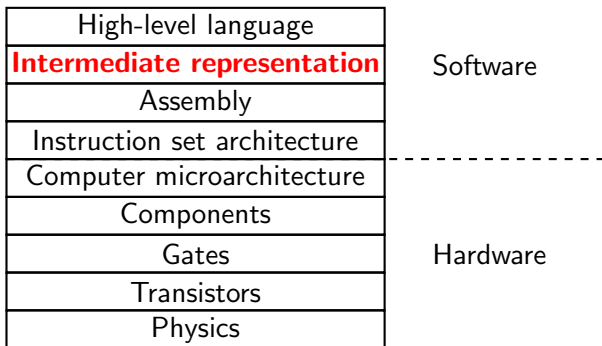 High-level language
Intermediate representation
Software
Assembly
Instruction set architecture
Computer microarchitecture
Components
Gates
Hardware
Transistors
Physics